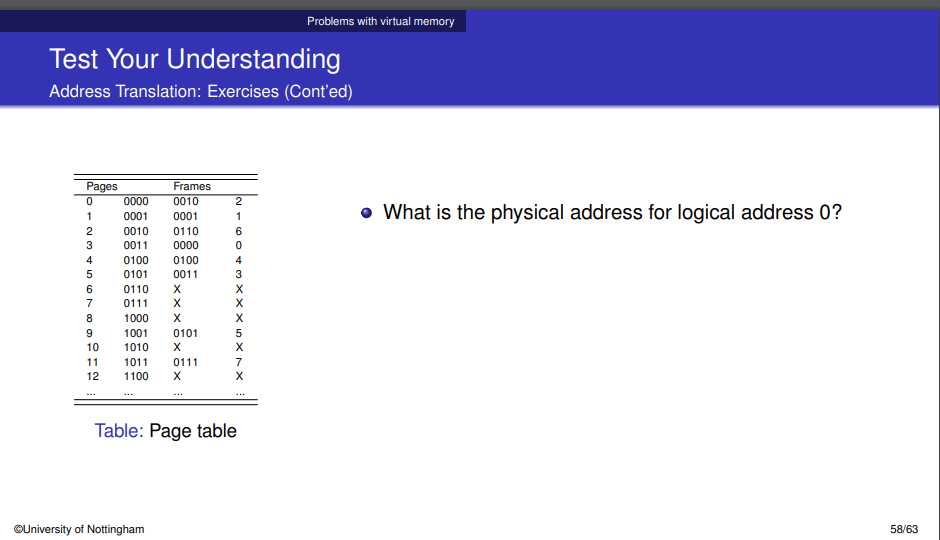 Problems with virtual memory
Test Your Understanding
Address Translation: Exercises (Cont'ed)
Pages Frames
0 0000 0010 2
1 0001 0001 1
2 0010 0110 6
3 0011 0000 0
4 0100 0100 4
5 0101 0011 3
6 0110 X X
7 0111 X X
8 1000 X X
9 1001 0101 5
10 1010 X X
11 1011 0111 7
12 1100 X X
... ... ... ...
Table: Page table
What is the physical address for logical address 0?
©University of Nottingham
58/63